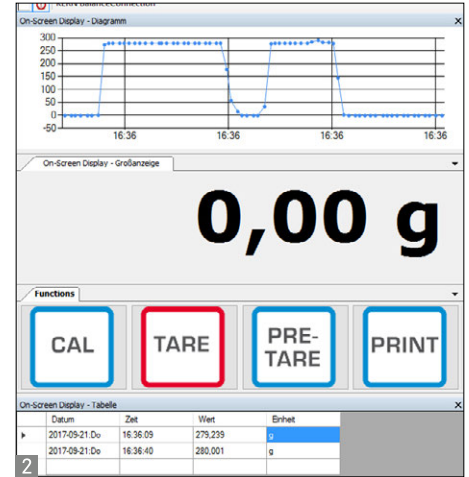 KERN BalanceConnection
On-Screen Display - Diagramm x
300
250
200
150
100
50
0
-50
16:36 16:36 16:36 16:36
On-Screen Display - Großanzeige
0,00 g
Functions
CAL TARE PRE-TARE PRINT
On-Screen Display - Tabelle x
Datum Zeit Wert Einheit
2017-09-21:Do 16:36:09 279,239 g
2017-09-21:Do 16:36:40 280,001 g
2